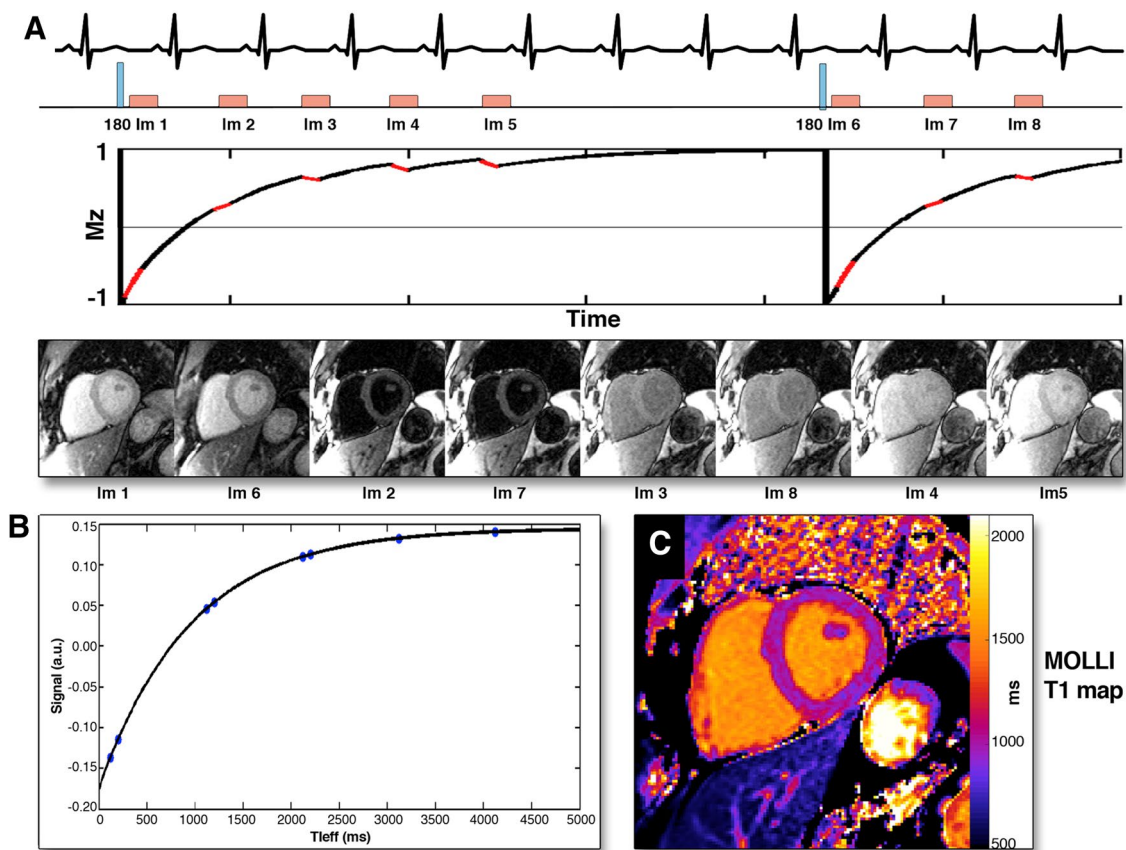 A
180 Im 1 Im 2 Im 3 Im 4 Im 5 180 Im 6 Im 7 Im 8
1
Mz
-1
Time
Im 1 Im 6 Im 2 Im 7 Im 3 Im 8 Im 4 Im5
B
0.15
0.10
0.05
0.00
-0.05
-0.10
-0.15
-0.20
Signal (a.u.)
0 500 1000 1500 2000 2500 3000 3500 4000 4500 5000
TIeff (ms)
C
2000
1500
1000
500
ms
MOLLI
T1 map